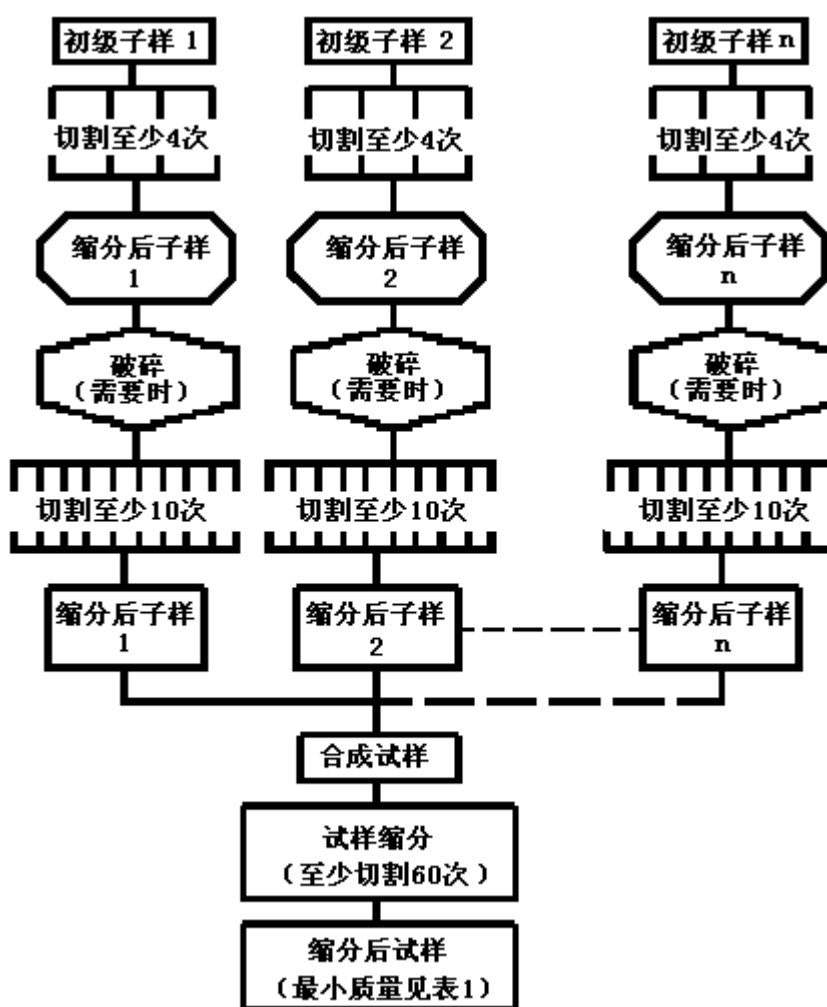 初级子样 1
初级子样 2
初级子样 n
切割至少4次
切割至少4次
切割至少4次
缩分后子样
1
缩分后子样
2
缩分后子样
n
破碎
（需要时）
破碎
（需要时）
破碎
（需要时）
切割至少10次
切割至少10次
切割至少10次
缩分后子样
1
缩分后子样
2
缩分后子样
n
合成试样
试样缩分
（至少切割60次）
缩分后试样
（最小质量见表1）